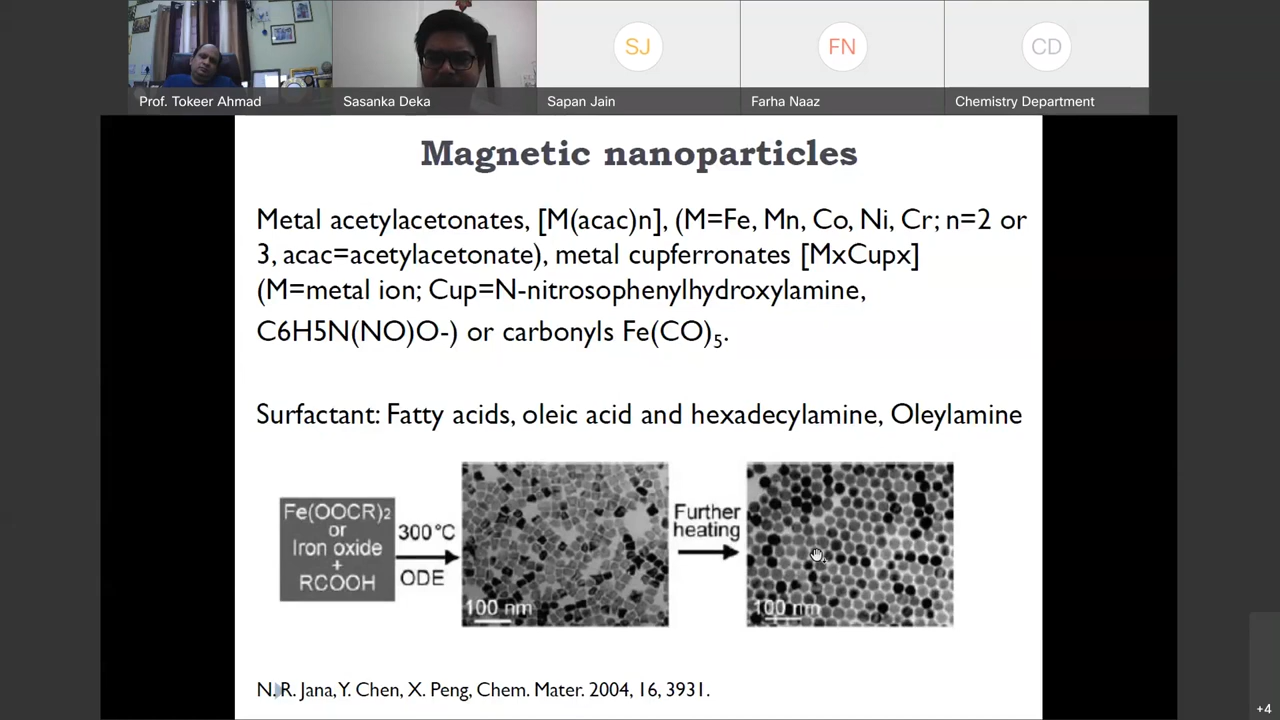 SJ
FN
CD
Prof. Tokeer Ahmad
Sasanka Deka
Sapan Jain
Farha Naaz
Chemistry Department
Magnetic nanoparticles
Metal acetylacetonates, [M(acac)n], (M=Fe, Mn, Co, Ni, Cr; n=2 or
3, acac=acetylacetonate), metal cupferronates [MxCupx]
(M=metal ion; Cup=N-nitrosophenylhydroxylamine,
C6H5N(NO)O-) or carbonyls Fe(CO)₅.
Surfactant: Fatty acids, oleic acid and hexadecylamine, Oleylamine
Fe(OOCR)₂
or
Iron oxide
+
RCOOH
300°C
ODE
100 nm
Further
heating
100 nm
N. R. Jana, Y. Chen, X. Peng, Chem. Mater. 2004, 16, 3931.
+4